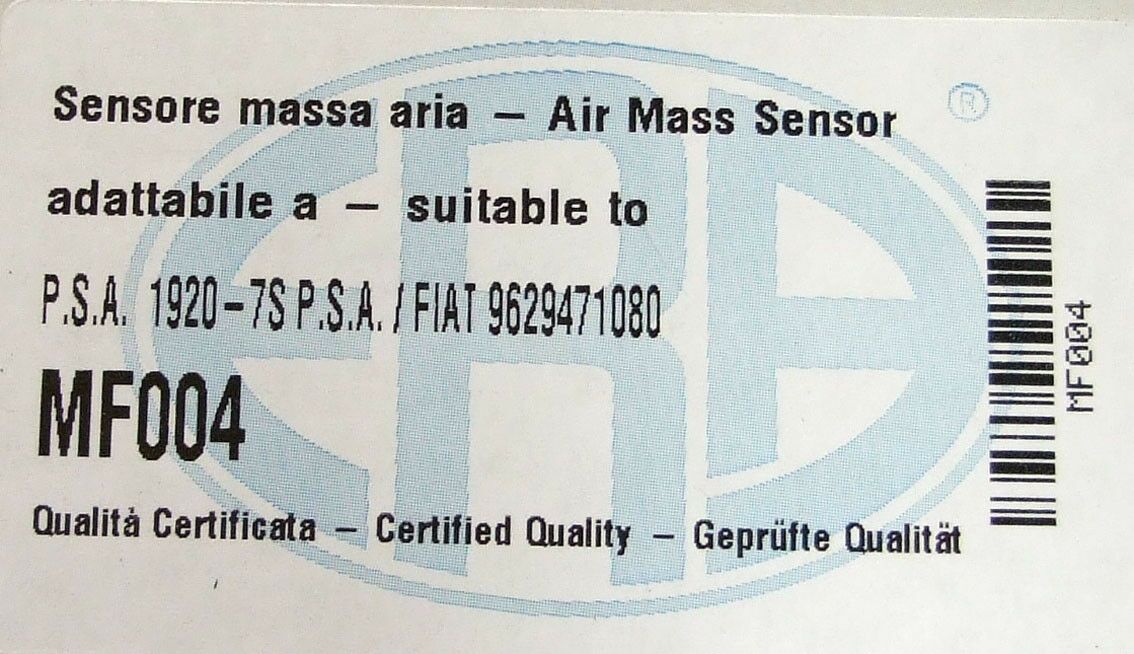 Sensore massa aria – Air Mass Sensor
adattabile a – suitable to
P.S.A. 1920-7S P.S.A. / FIAT 9629471080
MF004
Qualità Certificata – Certified Quality – Geprüfte Qualität
MF004
ERA
®